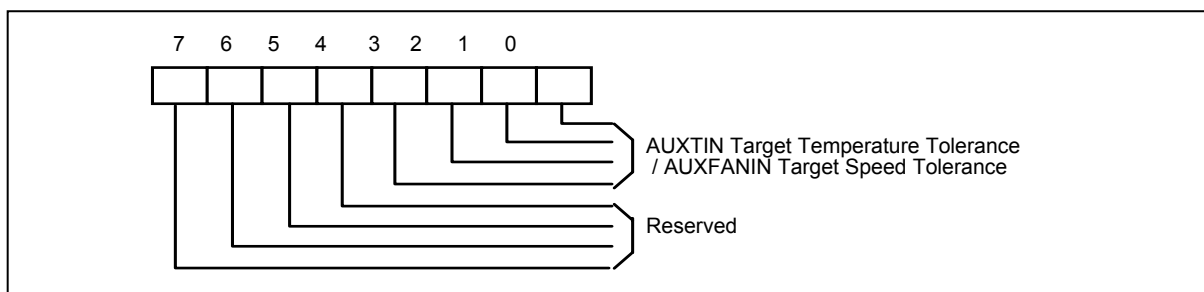 7 6 5 4 3 2 1 0
AUXTIN Target Temperature Tolerance
/ AUXFANIN Target Speed Tolerance
Reserved